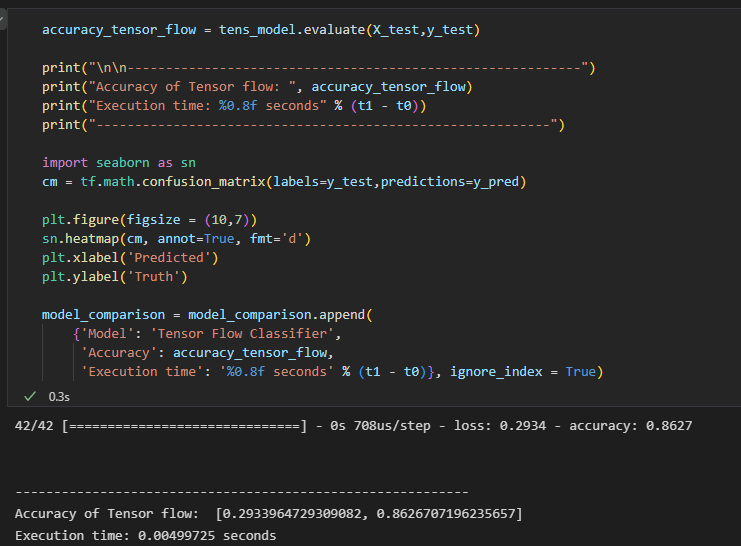 accuracy_tensor_flow = tens_model.evaluate(X_test,y_test)
print("\n\n----------------------------------------------------------")
print("Accuracy of Tensor flow: ", accuracy_tensor_flow)
print("Execution time: %0.8f seconds" % (t1 - t0))
print("----------------------------------------------------------")
import seaborn as sn
cm = tf.math.confusion_matrix(labels=y_test,predictions=y_pred)
plt.figure(figsize = (10,7))
sn.heatmap(cm, annot=True, fmt='d')
plt.xlabel('Predicted')
plt.ylabel('Truth')
model_comparison = model_comparison.append(
{'Model': 'Tensor Flow Classifier',
'Accuracy': accuracy_tensor_flow,
'Execution time': '%0.8f seconds' % (t1 - t0)}, ignore_index = True)
0.3s
42/42 [==============================] - 0s 708us/step - loss: 0.2934 - accuracy: 0.8627
----------------------------------------------------------
Accuracy of Tensor flow:  [0.2933964729309082, 0.8626707196235657]
Execution time: 0.00499725 seconds